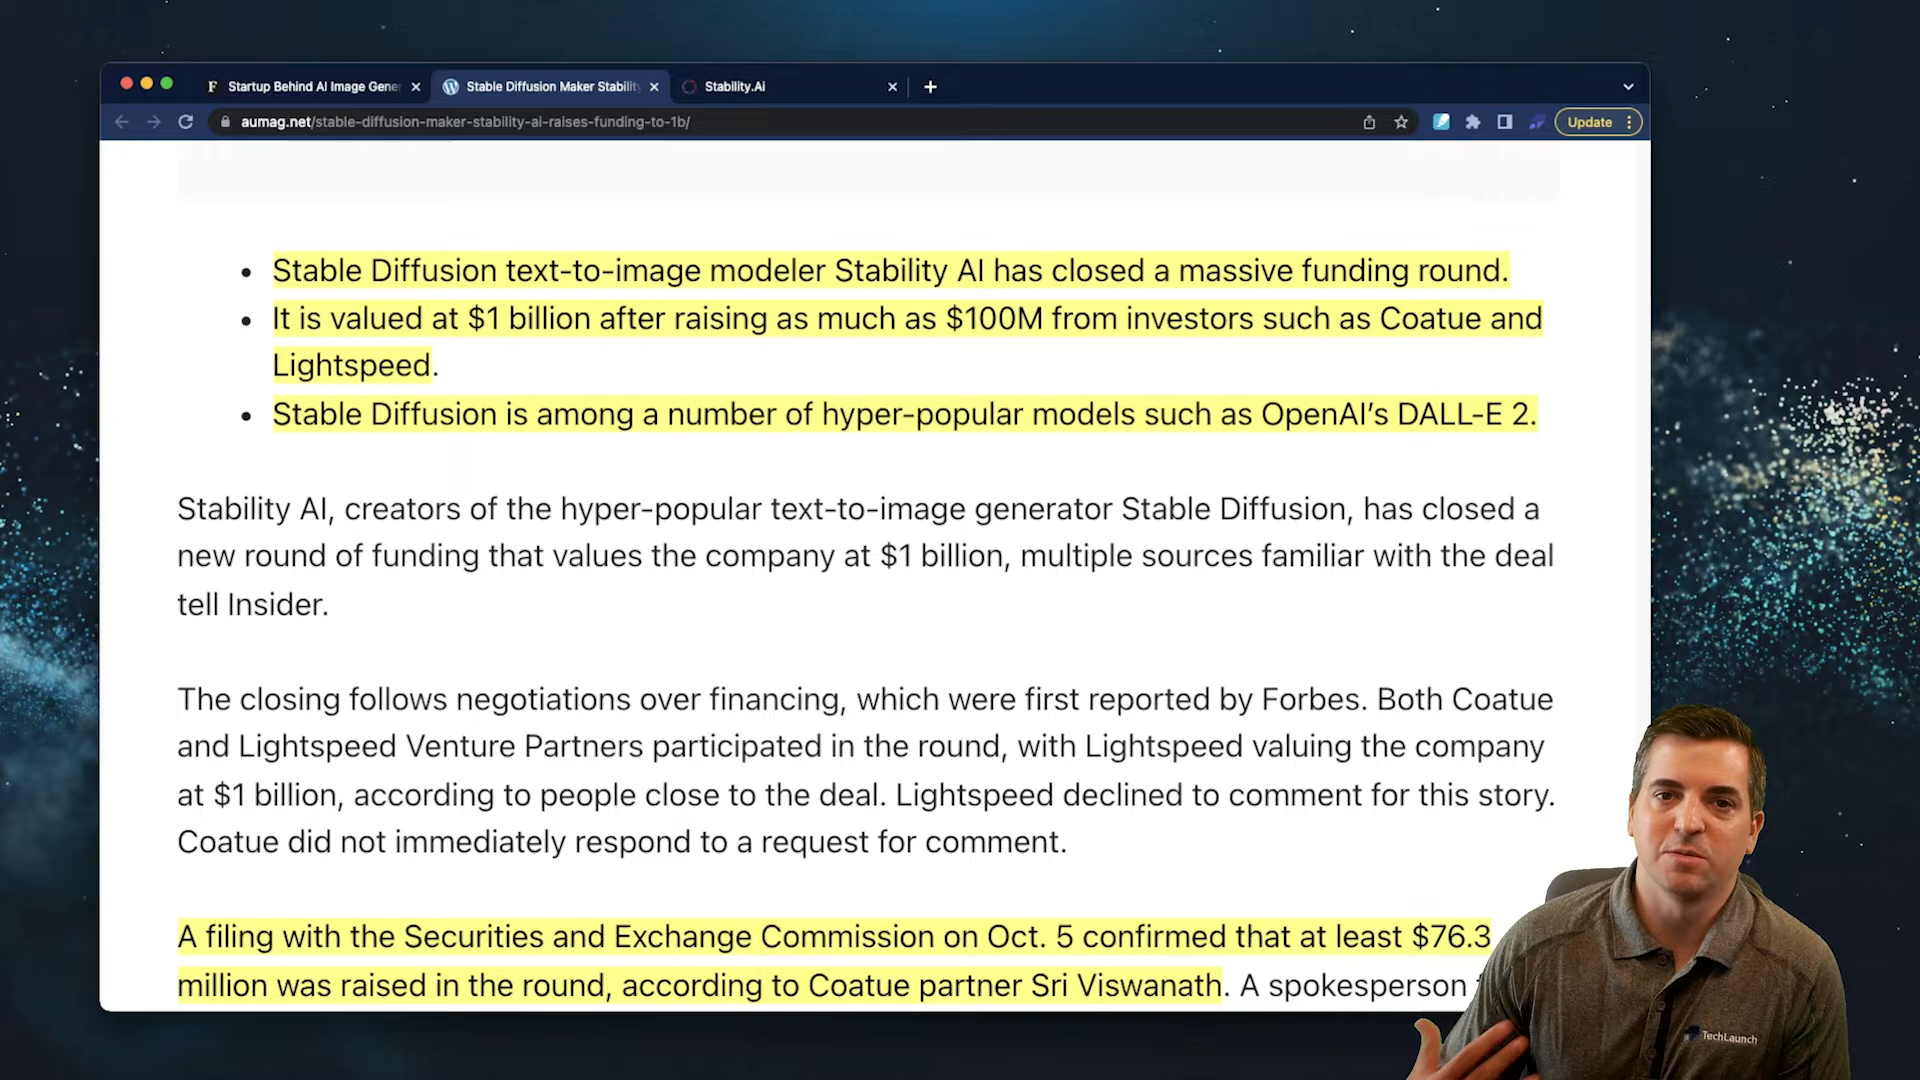 Startup Behind AI Image Gene
Stable Diffusion Maker Stabilit
Stability.Ai
aumag.net/stable-diffusion-maker-stability-ai-raises-funding-to-1b/
Update
• Stable Diffusion text-to-image modeler Stability AI has closed a massive funding round.
• It is valued at $1 billion after raising as much as $100M from investors such as Coatue and
Lightspeed.
• Stable Diffusion is among a number of hyper-popular models such as OpenAI’s DALL-E 2.
Stability AI, creators of the hyper-popular text-to-image generator Stable Diffusion, has closed a
new round of funding that values the company at $1 billion, multiple sources familiar with the deal
tell Insider.
The closing follows negotiations over financing, which were first reported by Forbes. Both Coatue
and Lightspeed Venture Partners participated in the round, with Lightspeed valuing the company
at $1 billion, according to people close to the deal. Lightspeed declined to comment for this story.
Coatue did not immediately respond to a request for comment.
A filing with the Securities and Exchange Commission on Oct. 5 confirmed that at least $76.3
million was raised in the round, according to Coatue partner Sri Viswanath. A spokesperson
TechLaunch